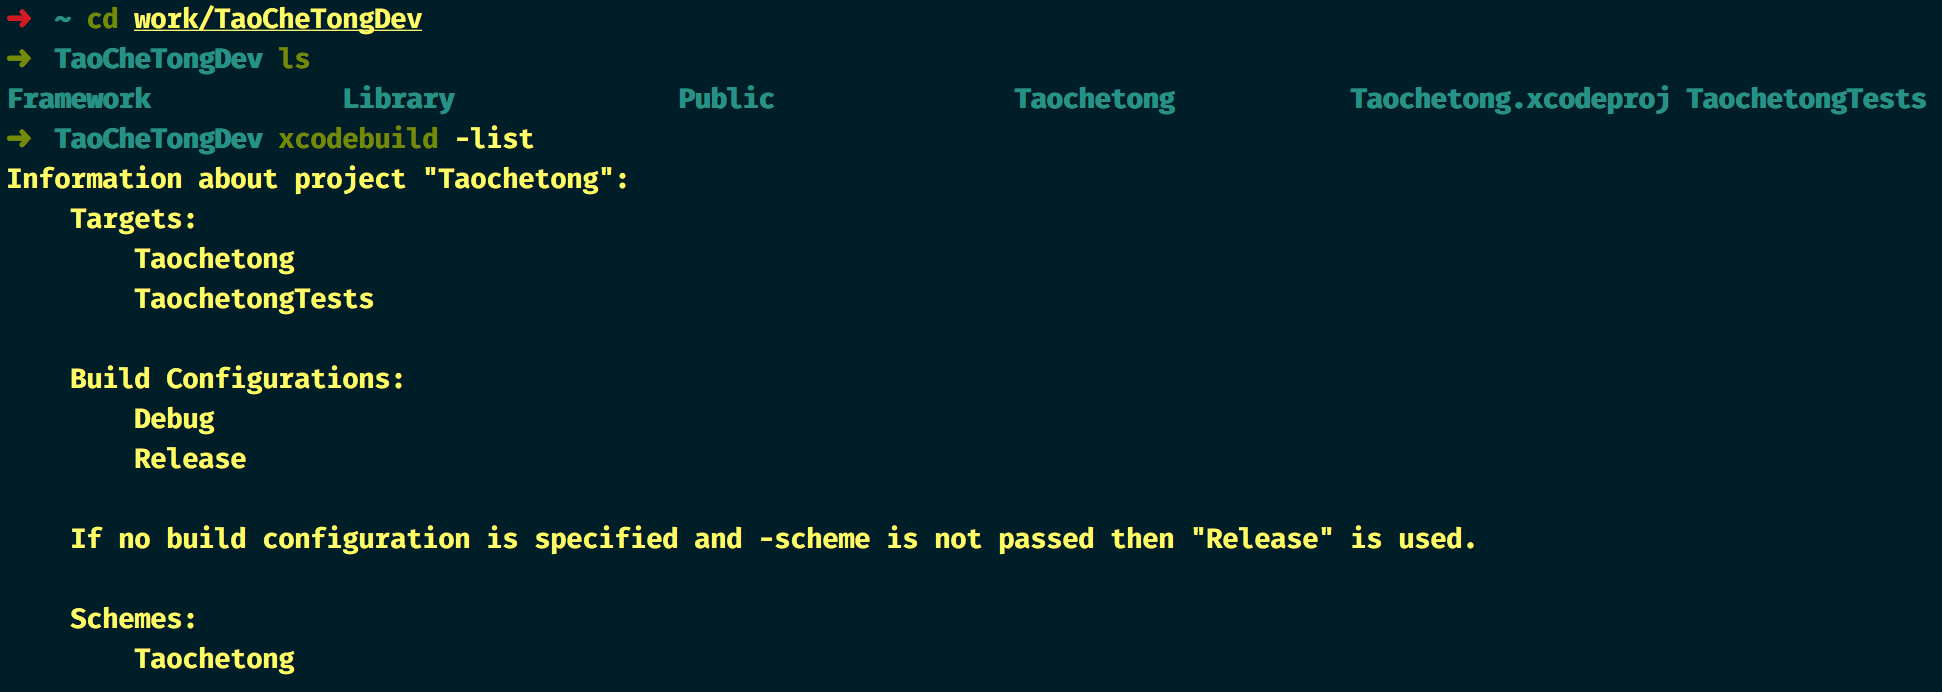 ➜ ~ cd work/TaoCheTongDev
➜ TaoCheTongDev ls
Framework Library Public Taochetong Taochetong.xcodeproj TaochetongTests
➜ TaoCheTongDev xcodebuild -list
Information about project "Taochetong":
Targets:
Taochetong
TaochetongTests
Build Configurations:
Debug
Release
If no build configuration is specified and -scheme is not passed then "Release" is used.
Schemes:
Taochetong